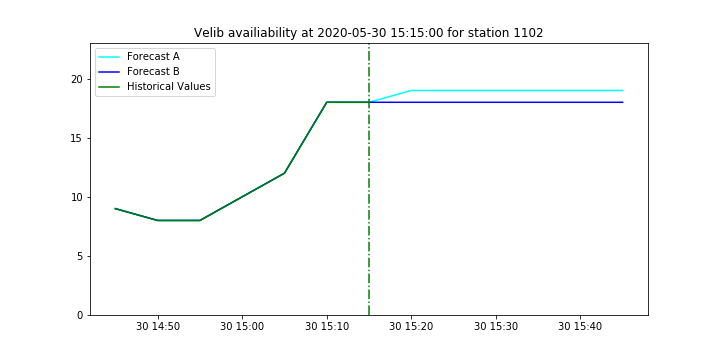 Velib availiability at 2020-05-30 15:15:00 for station 1102
Forecast A
Forecast B
Historical Values
20
15
10
5
0
30 14:50 30 15:00 30 15:10 30 15:20 30 15:30 30 15:40